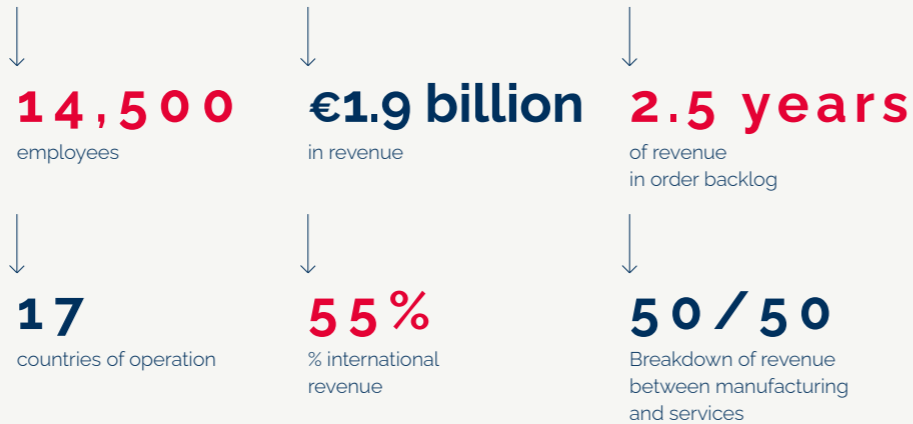 14,500
employees
€1.9 billion
in revenue
2.5 years
of revenue
in order backlog
17
countries of operation
55%
% international
revenue
50/50
Breakdown of revenue
between manufacturing
and services